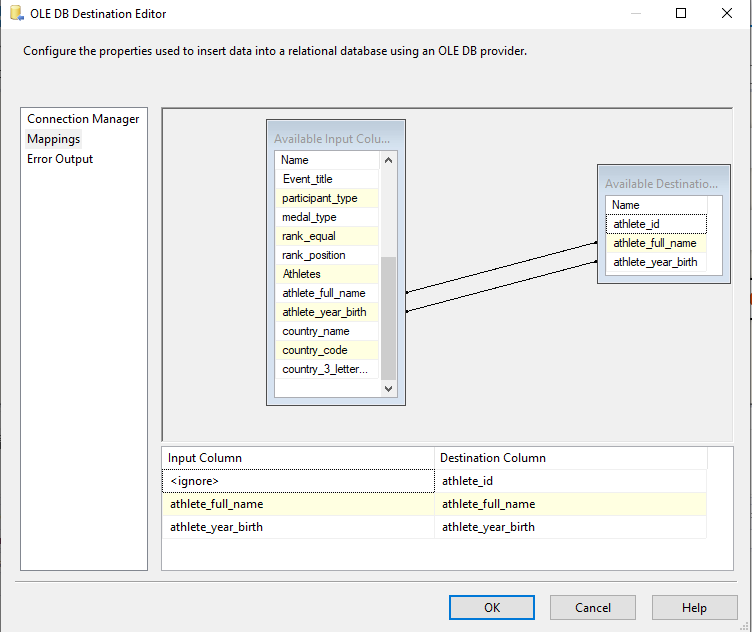 OLE DB Destination Editor
Configure the properties used to insert data into a relational database using an OLE DB provider.
Connection Manager
Mappings
Error Output
Available Input Colu...
Name
Event_title
participant_type
medal_type
rank_equal
rank_position
Athletes
athlete_full_name
athlete_year_birth
country_name
country_code
country_3_letter...
Available Destinatio...
Name
athlete_id
athlete_full_name
athlete_year_birth
Input Column Destination Column
<ignore> athlete_id
athlete_full_name athlete_full_name
athlete_year_birth athlete_year_birth
OK Cancel Help